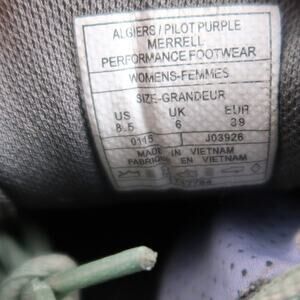 ALGIERS / PILOT PURPLE
MERRELL
PERFORMANCE FOOTWEAR
WOMENS-FEMMES
SIZE-GRANDEUR
US UK EUR
8.5 6 39
0115 J03926
MADE IN VIETNAM
FABRIQUE EN VIETNAM